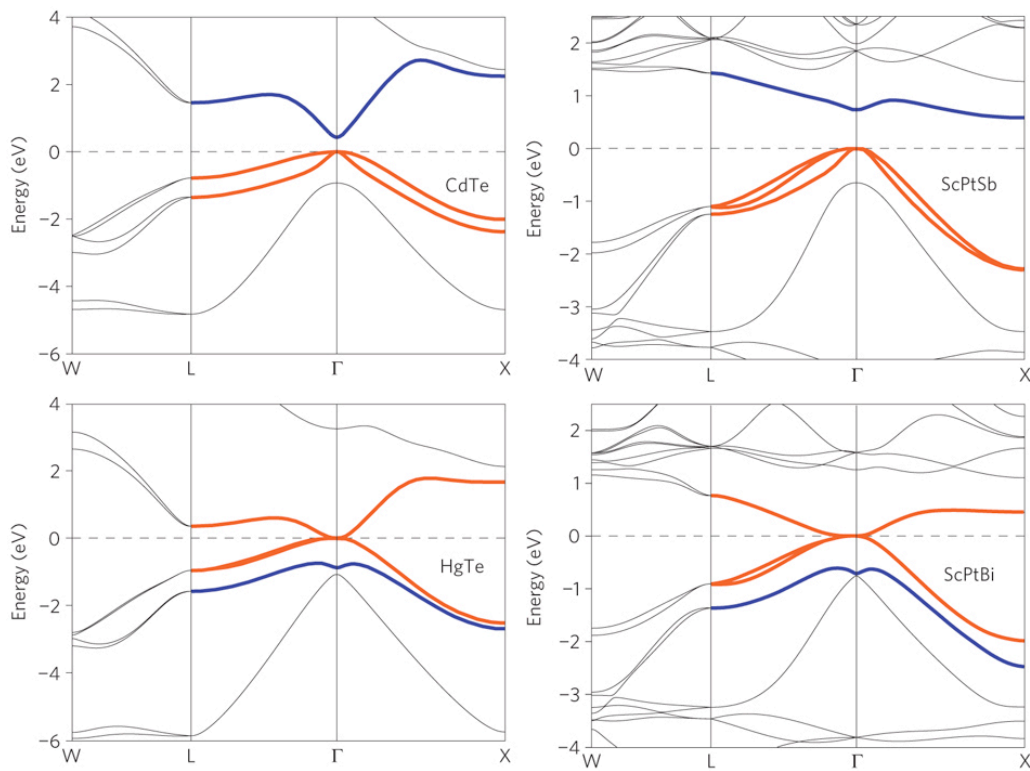 4
2
0
−2
−4
−6
Energy (eV)
CdTe
W
L
Γ
X
2
1
0
−1
−2
−3
−4
Energy (eV)
ScPtSb
W
L
Γ
X
4
2
0
−2
−4
−6
Energy (eV)
HgTe
W
L
Γ
X
2
1
0
−1
−2
−3
−4
Energy (eV)
ScPtBi
W
L
Γ
X